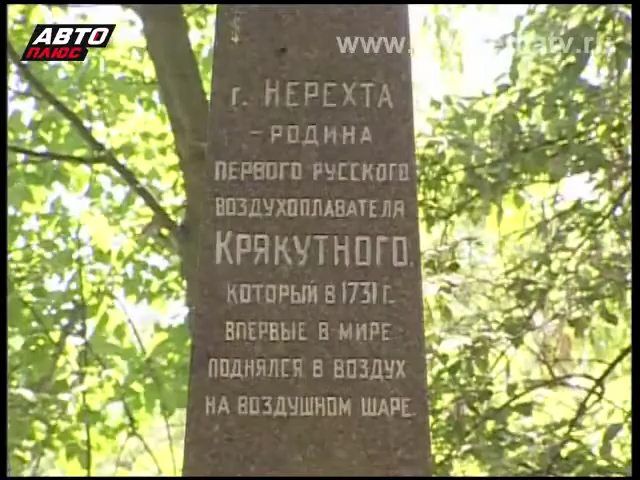 АВТО
ПЛЮС
г. НЕРЕХТА
– РОДИНА
ПЕРВОГО РУССКОГО
ВОЗДУХОПЛАВАТЕЛЯ
КРЯКУТНОГО,
КОТОРЫЙ В 1731 Г.
ВПЕРВЫЕ В МИРЕ
ПОДНЯЛСЯ В ВОЗДУХ
НА ВОЗДУШНОМ ШАРЕ.